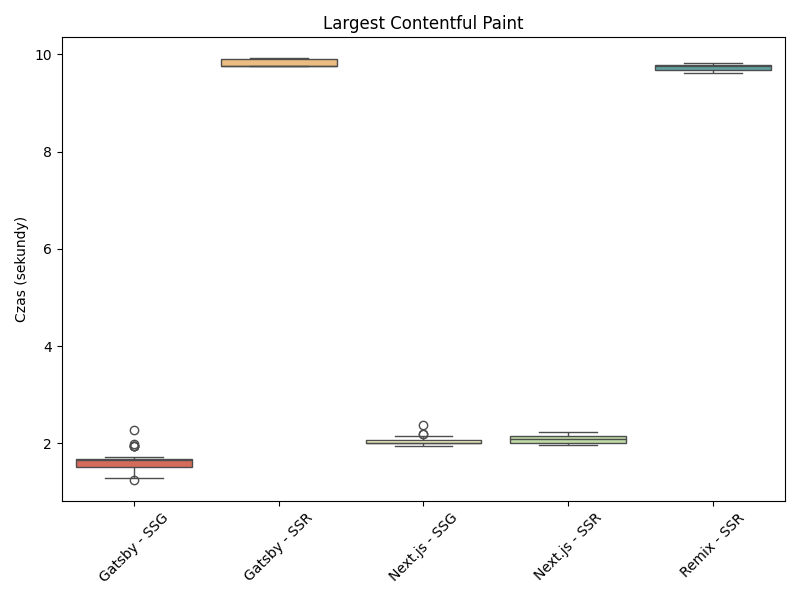 Largest Contentful Paint
Czas (sekundy)
10
8
6
4
2
Gatsby - SSG
Gatsby - SSR
Next.js - SSG
Next.js - SSR
Remix - SSR